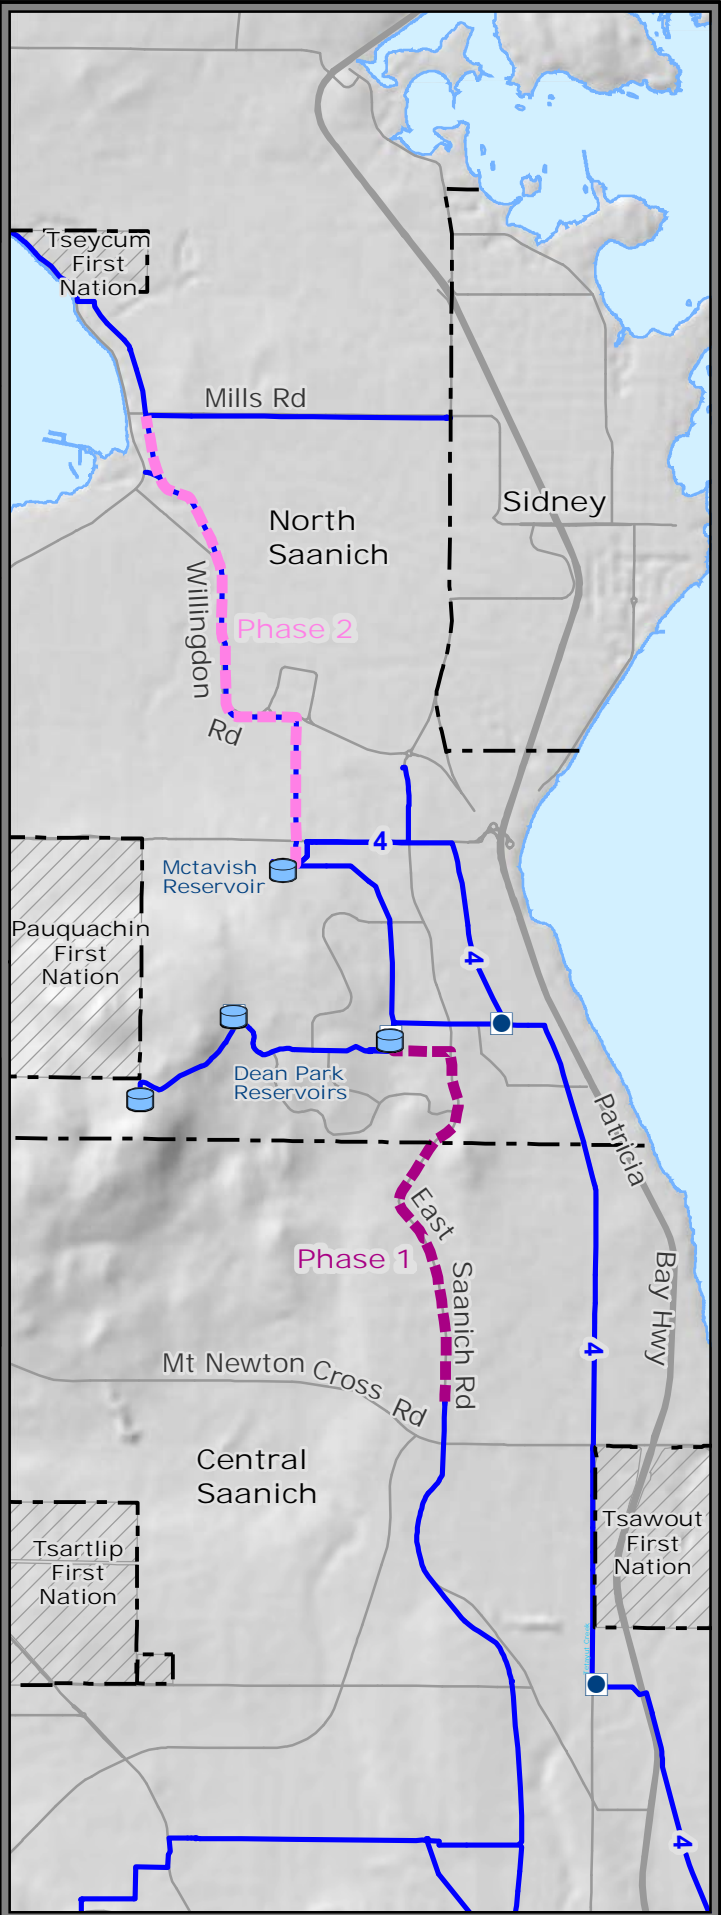 Tseycum
First
Nation
Mills Rd
Sidney
North
Saanich
Willingdon
Rd
Phase 2
4
Mctavish
Reservoir
Pauquachin
First
Nation
4
Dean Park
Reservoirs
Patricia
Bay Hwy
East
Saanich Rd
Phase 1
4
Mt Newton Cross Rd
Central
Saanich
Tsawout
First
Nation
Tsartlip
First
Nation
4